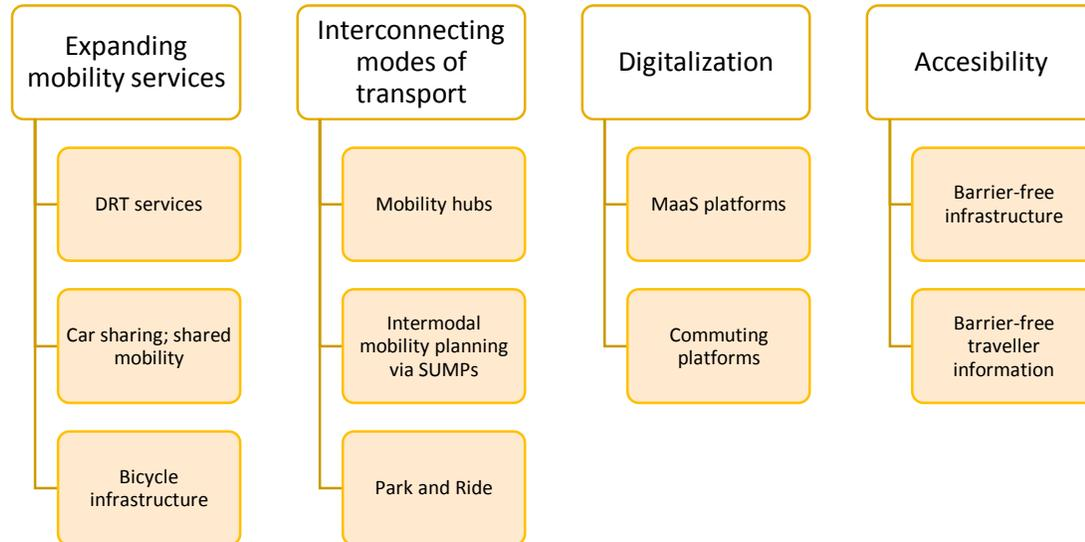 Expanding
mobility services
DRT services
Car sharing; shared
mobility
Bicycle
infrastructure
Interconnecting
modes of
transport
Mobility hubs
Intermodal
mobility planning
via SUMPs
Park and Ride
Digitalization
MaaS platforms
Commuting
platforms
Accesibility
Barrier-free
infrastructure
Barrier-free
traveller
information